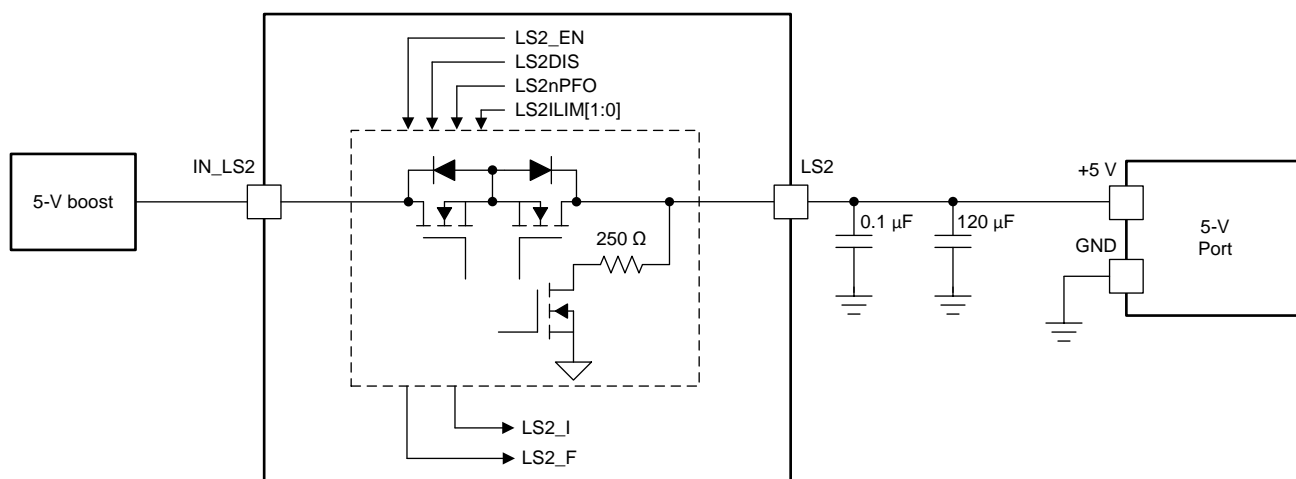 LS2_EN
LS2DIS
LS2nPFO
LS2ILIM[1:0]
IN_LS2
LS2
+5 V
5-V boost
0.1 µF
120 µF
5-V
Port
250 Ω
GND
LS2_I
LS2_F